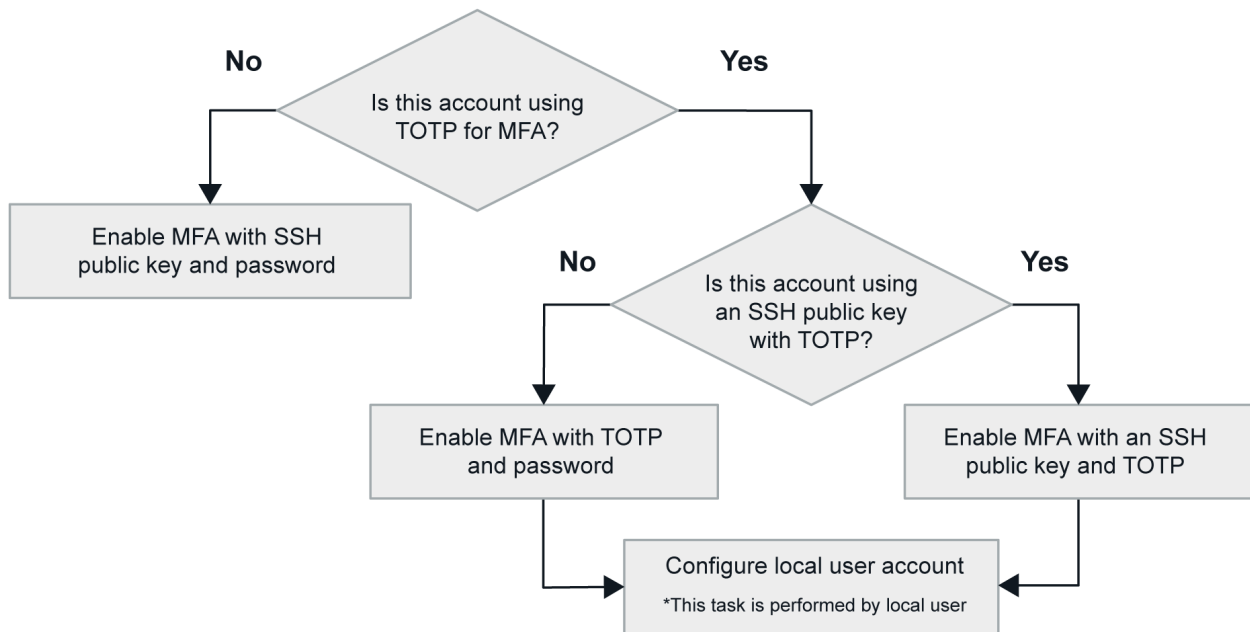 No
Yes
Is this account using
TOTP for MFA?
Enable MFA with SSH
public key and password
No
Yes
Is this account using
an SSH public key
with TOTP?
Enable MFA with TOTP
and password
Enable MFA with an SSH
public key and TOTP
Configure local user account
*This task is performed by local user